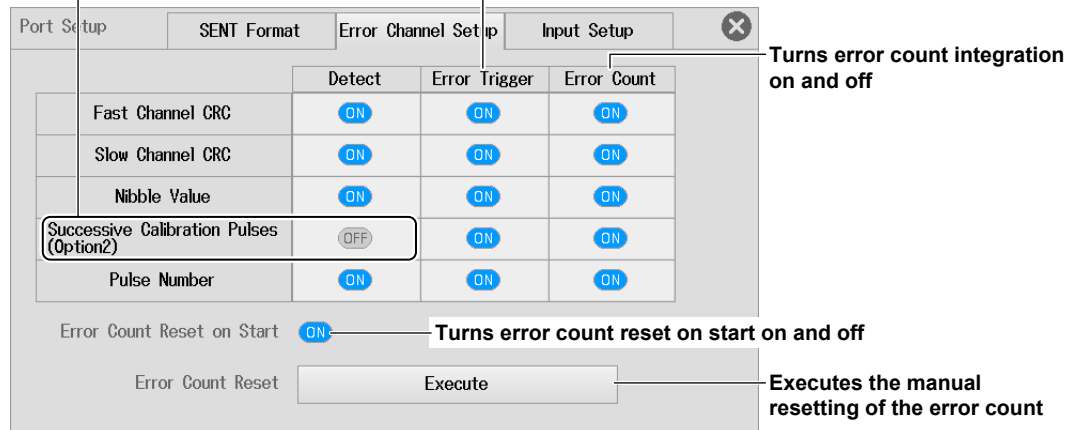 Port Setup SENT Format Error Channel Setup Input Setup
Turns error count integration
on and off
Detect Error Trigger Error Count
Fast Channel CRC ON ON ON
Slow Channel CRC ON ON ON
Nibble Value ON ON ON
Successive Calibration Pulses
(Option2) OFF ON ON
Pulse Number ON ON ON
Error Count Reset on Start ON Turns error count reset on start on and off
Error Count Reset Execute Executes the manual
resetting of the error count